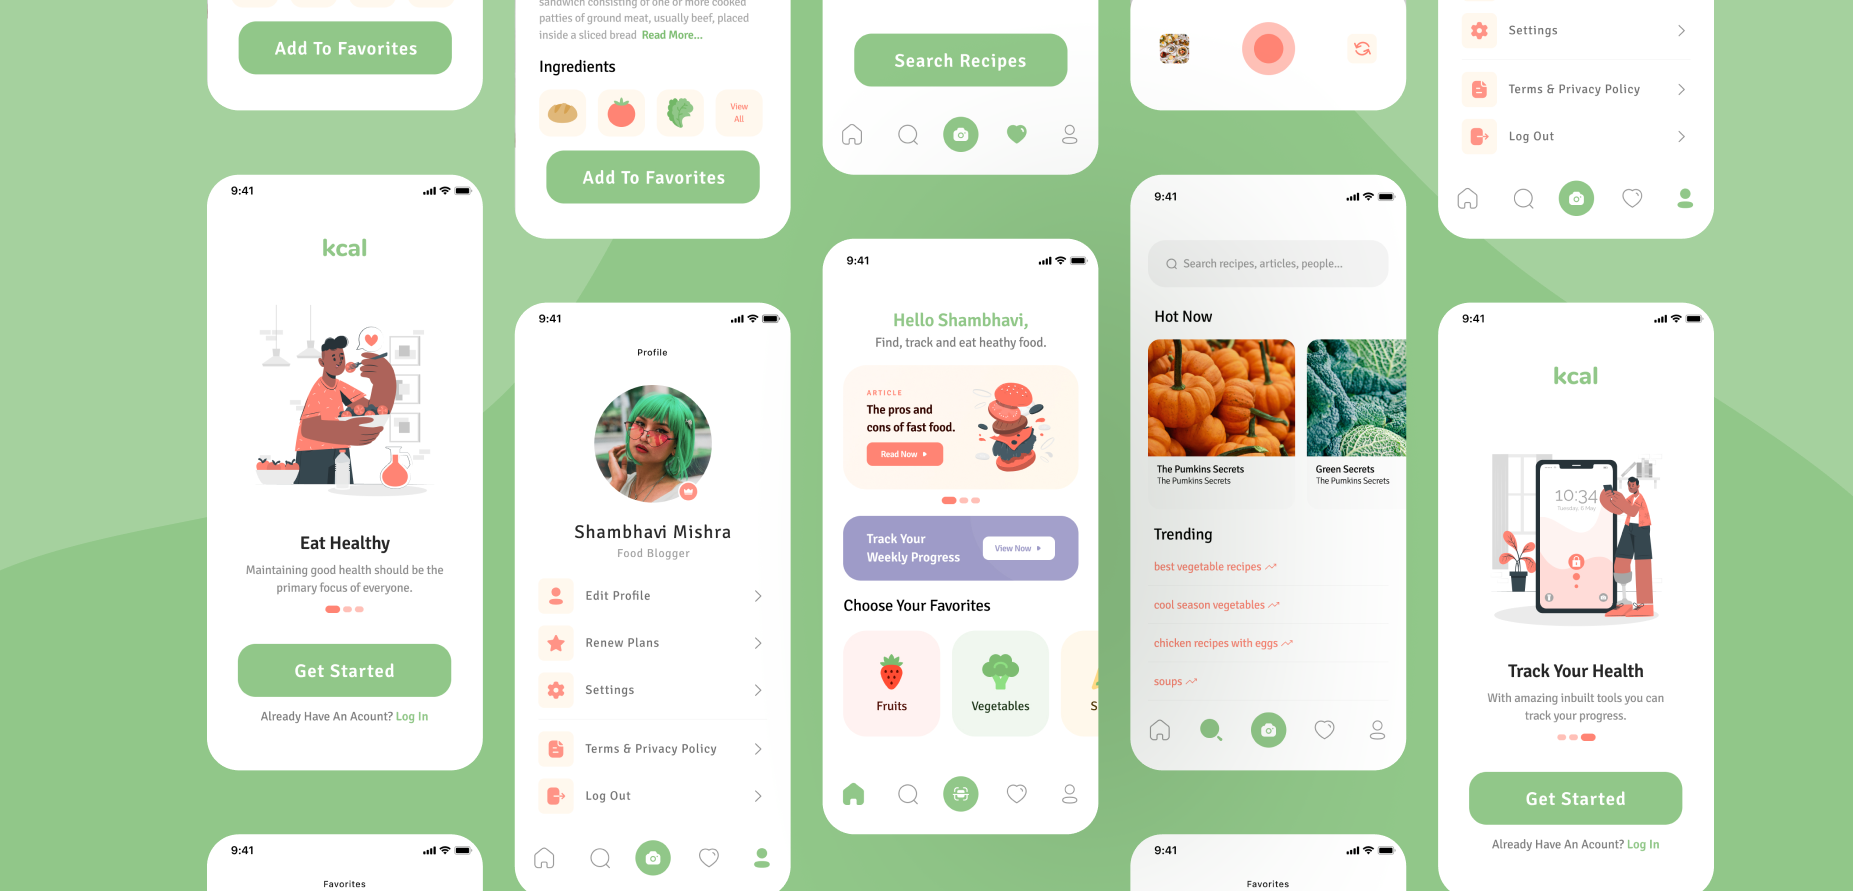 Add To Favorites
9:41
kcal
Eat Healthy
Maintaining good health should be the
primary focus of everyone.
Get Started
Already Have An Acount? Log In
9:41
Favorites
sandwich consisting of one or more cooked
patties of ground meat, usually beef, placed
inside a sliced bread Read More...
Ingredients
View
All
Add To Favorites
9:41
Profile
Shambhavi Mishra
Food Blogger
Edit Profile
Renew Plans
Settings
Terms & Privacy Policy
Log Out
Search Recipes
9:41
Hello Shambhavi,
Find, track and eat heathy food.
ARTICLE
The pros and
cons of fast food.
Read Now
Track Your
Weekly Progress
View Now
Choose Your Favorites
Fruits
Vegetables
9:41
Search recipes, articles, people...
Hot Now
The Pumkins Secrets
The Pumkins Secrets
Green Secrets
The Pumkins Secrets
Trending
best vegetable recipes
cool season vegetables
chicken recipes with eggs
soups
9:41
Favorites
Settings
Terms & Privacy Policy
Log Out
9:41
kcal
10:34
Tuesday, 6 May
Track Your Health
With amazing inbuilt tools you can
track your progress.
Get Started
Already Have An Acount? Log In